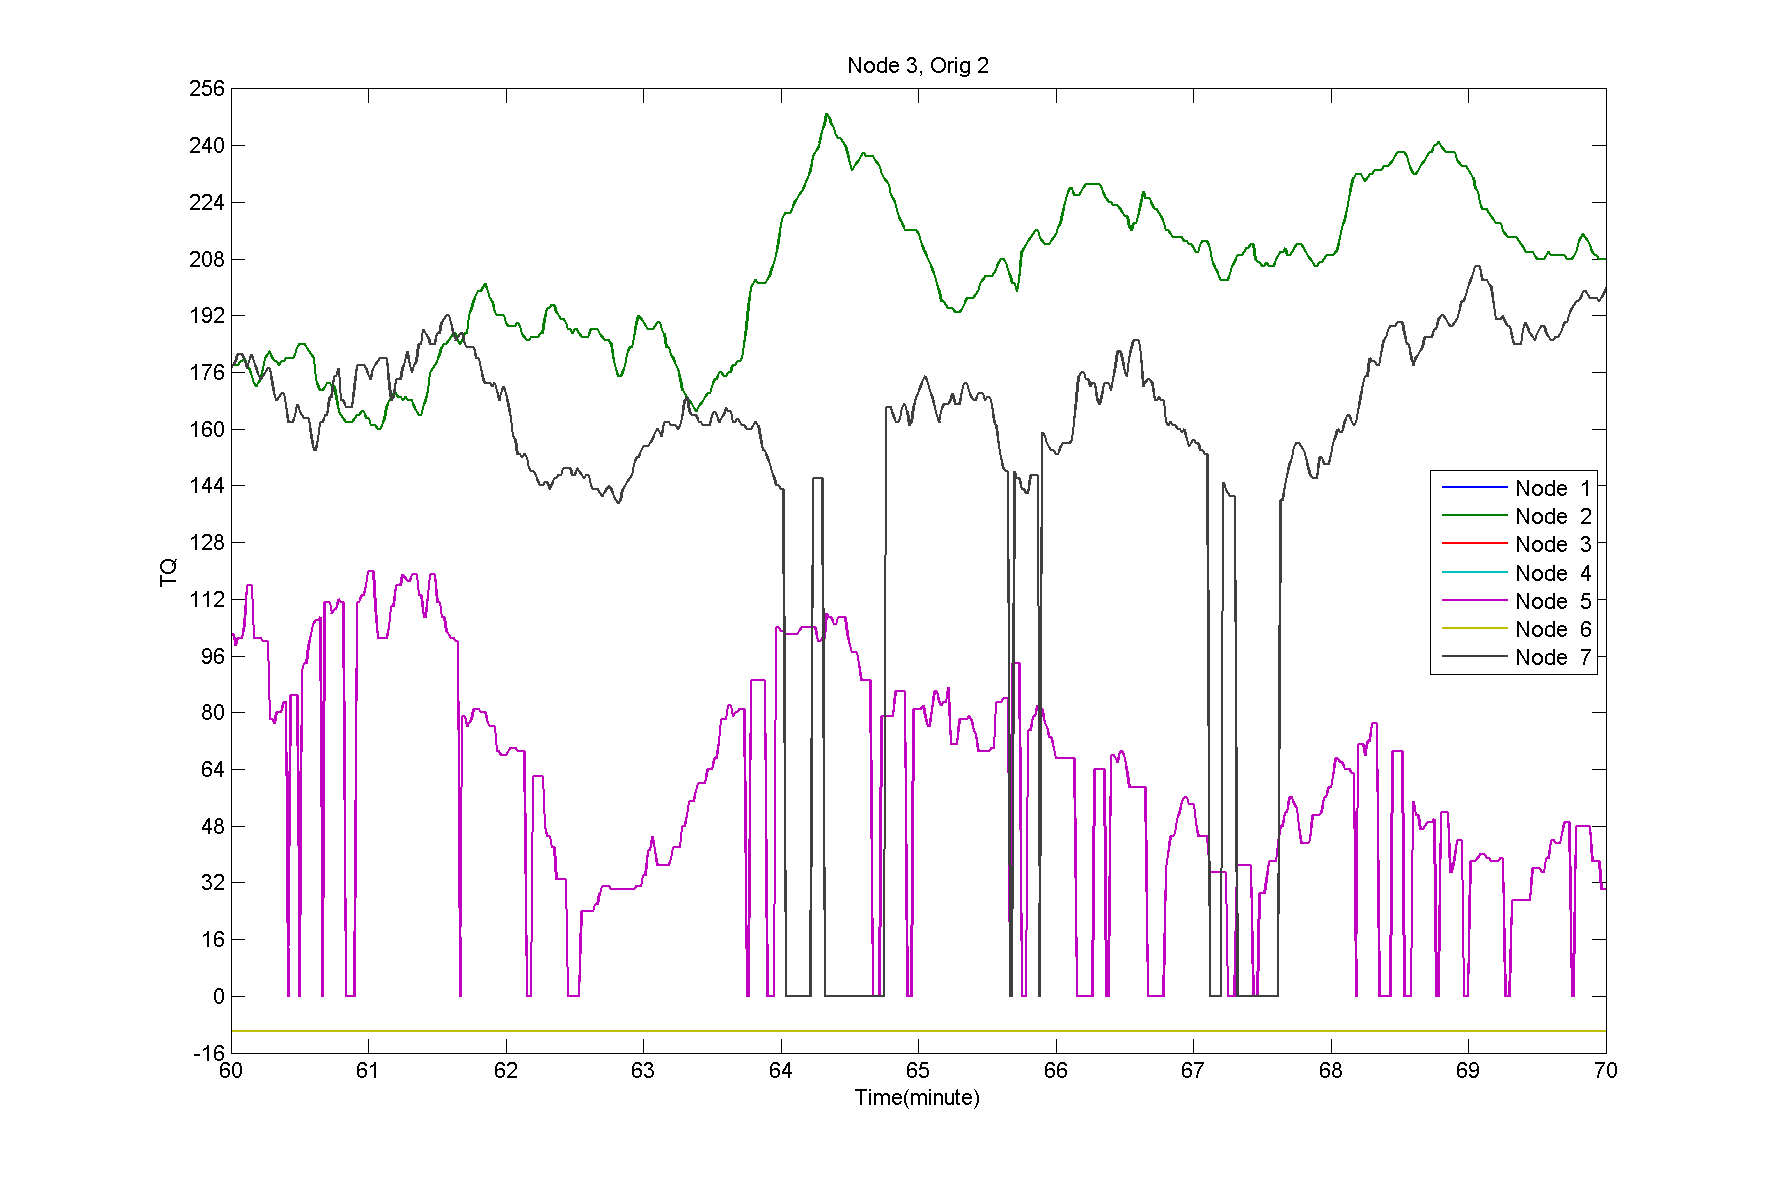 Node 3, Orig 2
256
240
224
208
192
176
160
144
128
112
96
80
64
48
32
16
0
-16
TQ
60 61 62 63 64 65 66 67 68 69 70
Time(minute)
Node 1
Node 2
Node 3
Node 4
Node 5
Node 6
Node 7